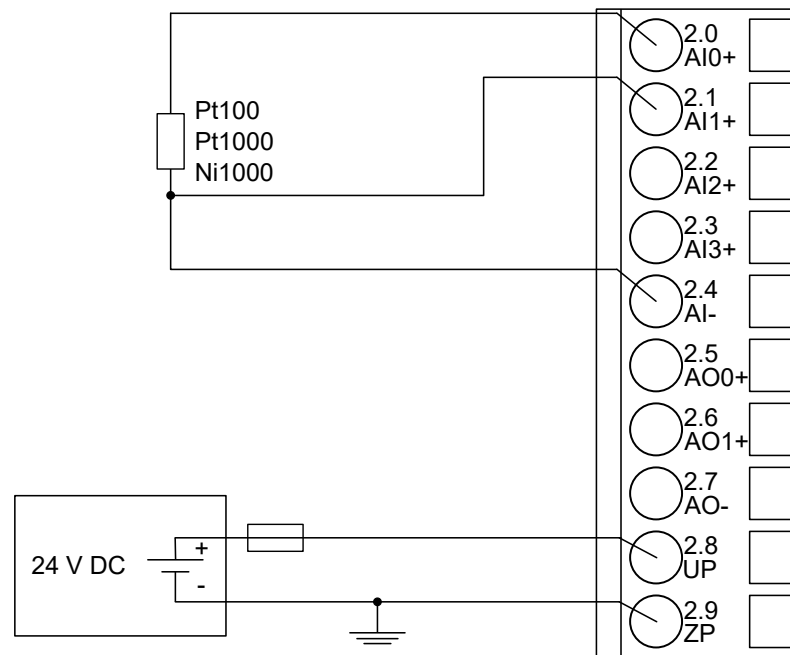 2.0
AI0+
2.1
AI1+
Pt100
Pt1000
Ni1000
2.2
AI2+
2.3
AI3+
2.4
AI-
2.5
AO0+
2.6
AO1+
2.7
AO-
24 V DC
+
-
2.8
UP
2.9
ZP